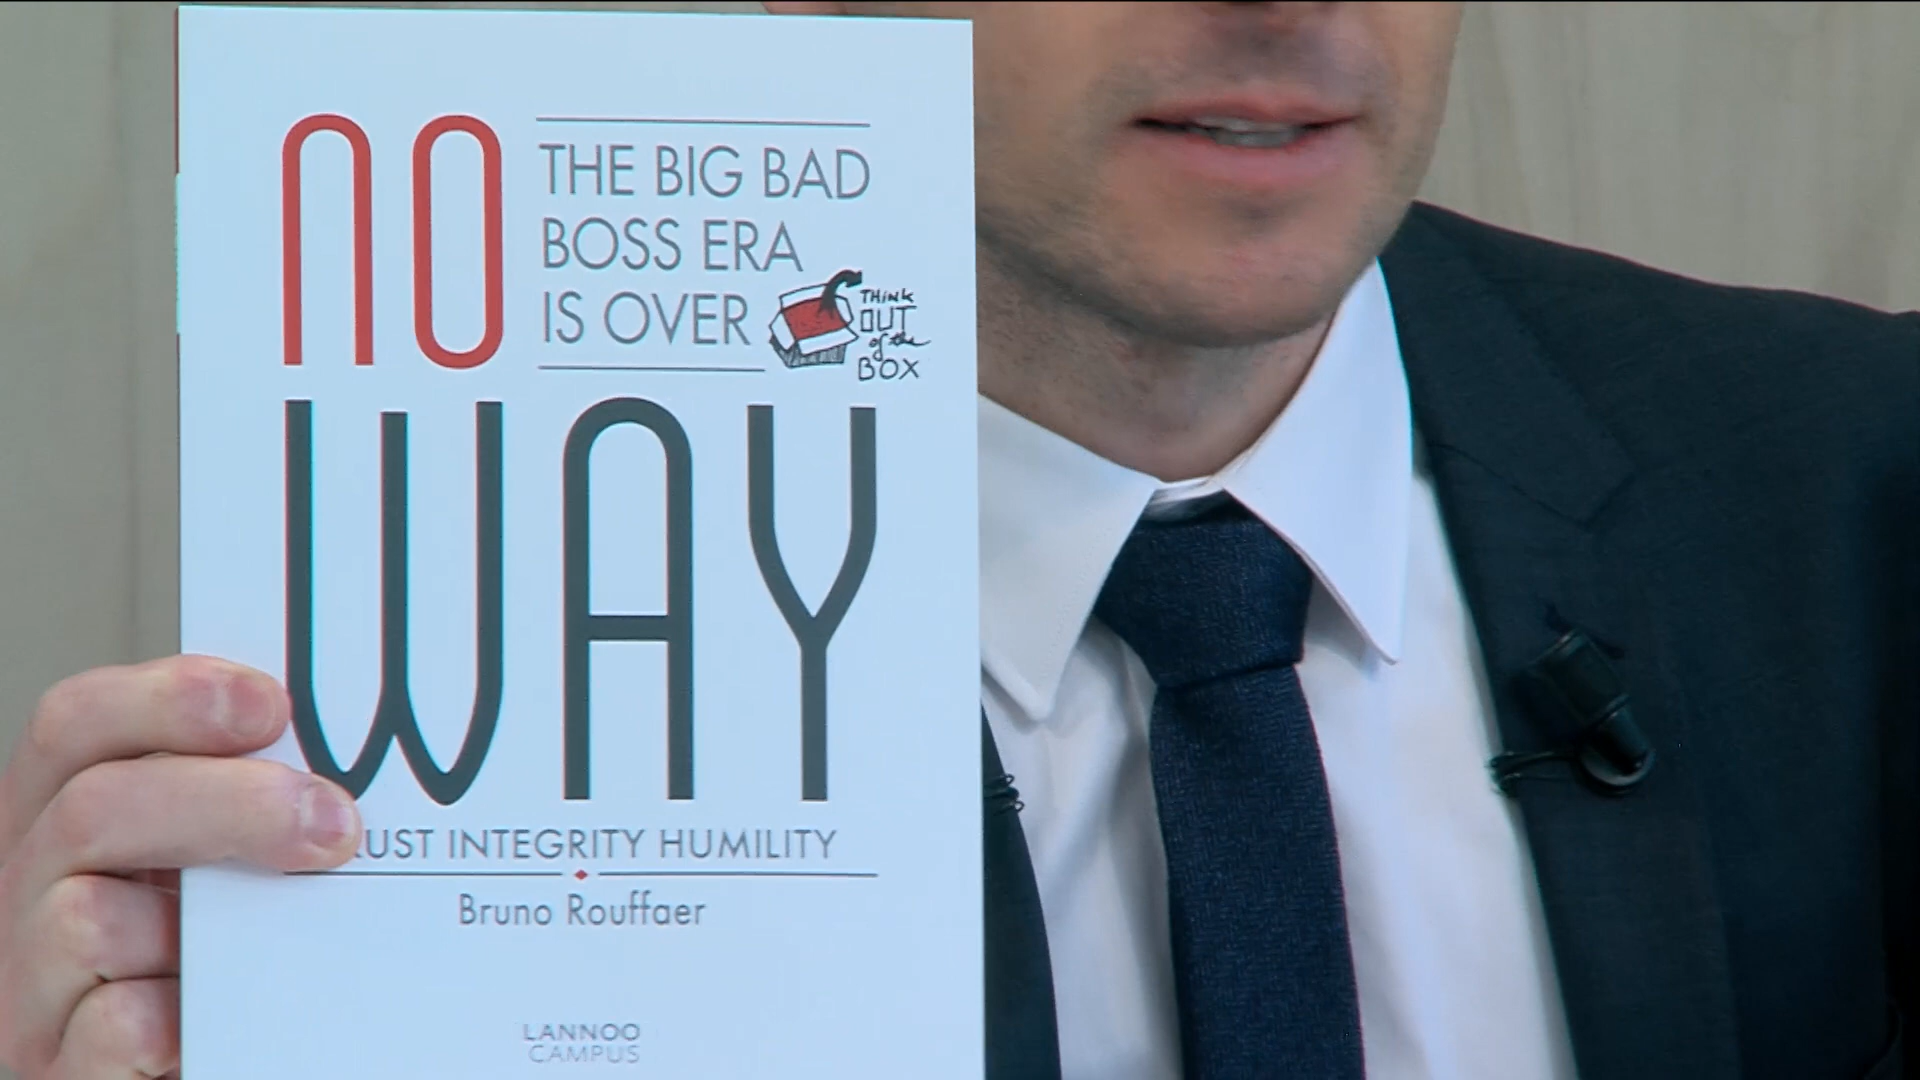 NO
THE BIG BAD
BOSS ERA
IS OVER
THINK
OUT
of the
BOX
WAY
RUST INTEGRITY HUMILITY
Bruno Rouffaer
LANNOO
CAMPUS